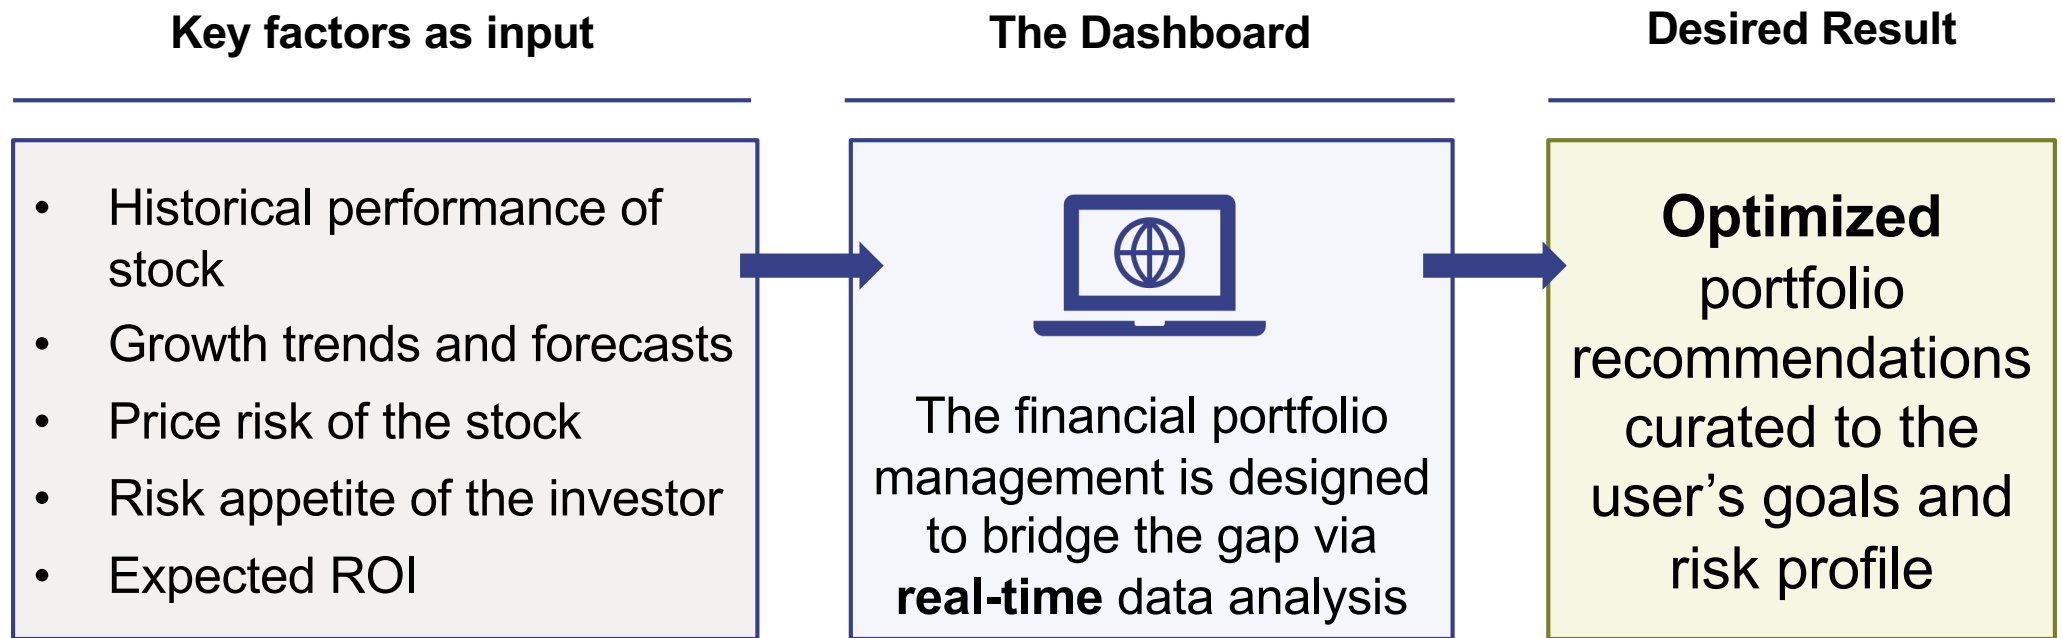 Key factors as input
• Historical performance of
stock
• Growth trends and forecasts
• Price risk of the stock
• Risk appetite of the investor
• Expected ROI
The Dashboard
The financial portfolio
management is designed
to bridge the gap via
real-time data analysis
Desired Result
Optimized
portfolio
recommendations
curated to the
user’s goals and
risk profile